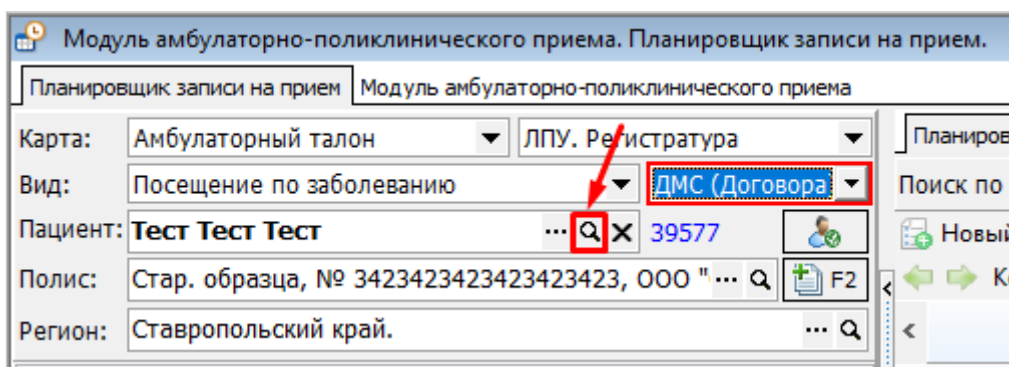 Модуль амбулаторно-поликлинического приема. Планировщик записи на прием.
Планировщик записи на прием Модуль амбулаторно-поликлинического приема
Карта: Амбулаторный талон ЛПУ. Регистратура
Вид: Посещение по заболеванию ДМС (Договора
Пациент: Тест Тест Тест ... 39577
Полис: Стар. образца, № 3423423423423423423, ООО " ... F2
Регион: Ставропольский край. ...
Планиров
Поиск по
Новый
К